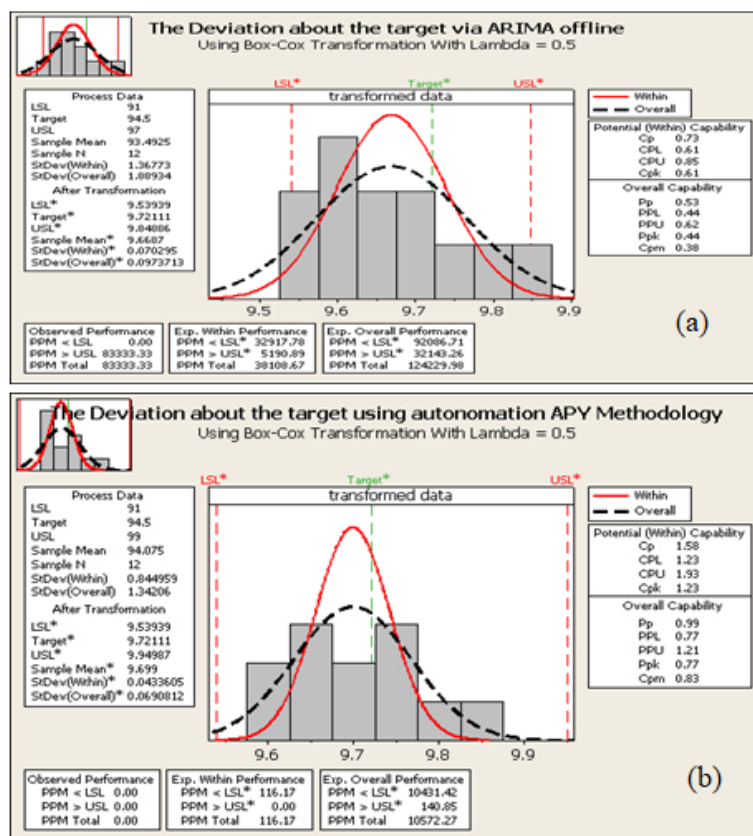 The Deviation about the target via ARIMA offline
Using Box-Cox Transformation With Lambda = 0.5
LSL* Target* USL*
transformed data
Process Data
LSL 91
Target 94.5
USL 97
Sample Mean 93.4925
Sample N 12
StDev(Within) 1.36773
StDev(Overall) 1.88934
After Transformation
LSL* 9.53939
Target* 9.72111
USL* 9.84886
Sample Mean* 9.6687
StDev(Within)* 0.070295
StDev(Overall)* 0.0973713
Within
Overall
Potential (Within) Capability
Cp 0.73
CPL 0.61
CPU 0.85
Cpk 0.61
Overall Capability
Pp 0.53
PPL 0.44
PPU 0.62
Ppk 0.44
Cpm 0.38
9.5 9.6 9.7 9.8 9.9
(a)
Observed Performance
PPM < LSL 0.00
PPM > USL 83333.33
PPM Total 83333.33
Exp. Within Performance
PPM < LSL* 32917.78
PPM > USL* 5190.89
PPM Total 38108.67
Exp. Overall Performance
PPM < LSL* 92086.71
PPM > USL* 32143.26
PPM Total 124229.98
The Deviation about the target using autonomation APY Methodology
Using Box-Cox Transformation With Lambda = 0.5
LSL* Target* USL*
transformed data
Process Data
LSL 91
Target 94.5
USL 99
Sample Mean 94.075
Sample N 12
StDev(Within) 0.844959
StDev(Overall) 1.34206
After Transformation
LSL* 9.53939
Target* 9.72111
USL* 9.94987
Sample Mean* 9.699
StDev(Within)* 0.0433605
StDev(Overall)* 0.0690812
Within
Overall
Potential (Within) Capability
Cp 1.58
CPL 1.23
CPU 1.93
Cpk 1.23
Overall Capability
Pp 0.99
PPL 0.77
PPU 1.21
Ppk 0.77
Cpm 0.83
9.6 9.7 9.8 9.9
(b)
Observed Performance
PPM < LSL 0.00
PPM > USL 0.00
PPM Total 0.00
Exp. Within Performance
PPM < LSL* 116.17
PPM > USL* 0.00
PPM Total 116.17
Exp. Overall Performance
PPM < LSL* 10431.42
PPM > USL* 140.85
PPM Total 10572.27